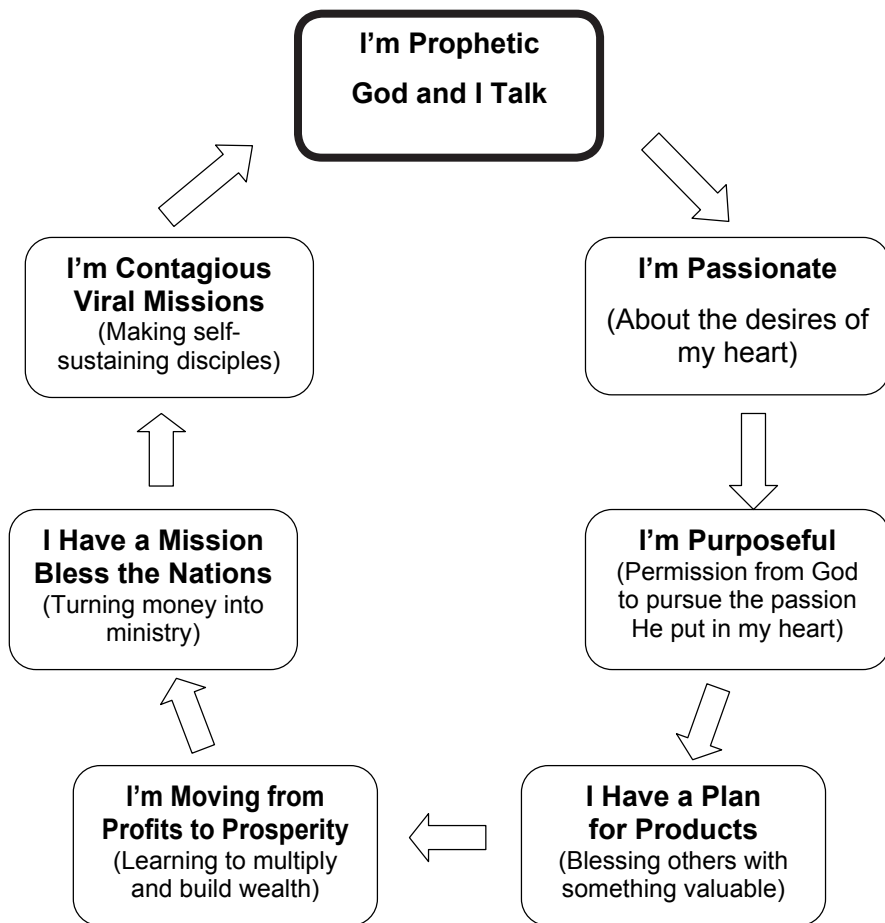 I’m Prophetic
God and I Talk
I’m Passionate
(About the desires of
my heart)
I’m Purposeful
(Permission from God
to pursue the passion
He put in my heart)
I Have a Plan
for Products
(Blessing others with
something valuable)
I’m Moving from
Profits to Prosperity
(Learning to multiply
and build wealth)
I Have a Mission
Bless the Nations
(Turning money into
ministry)
I’m Contagious
Viral Missions
(Making self-
sustaining disciples)